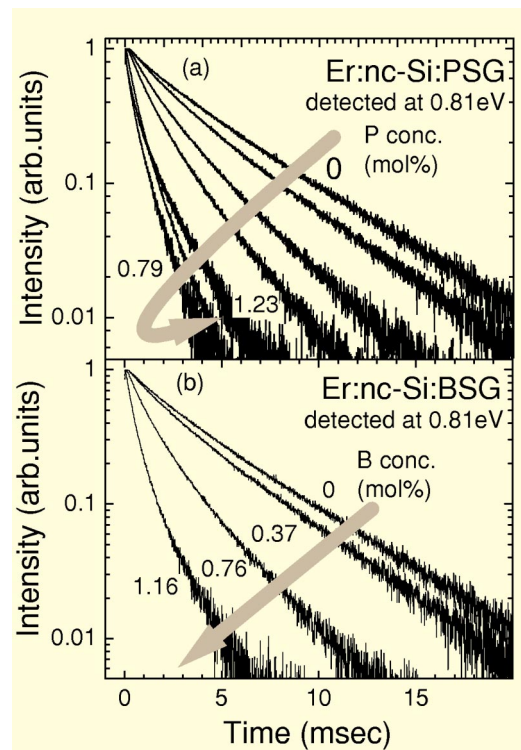 (a)
Er:nc-Si:PSG
detected at 0.81eV
P conc.
(mol%)
0
0.79
1.23
Intensity (arb.units)
1
0.1
0.01
(b)
Er:nc-Si:BSG
detected at 0.81eV
B conc.
(mol%)
0
0.37
0.76
1.16
Intensity (arb.units)
1
0.1
0.01
0 5 10 15
Time (msec)